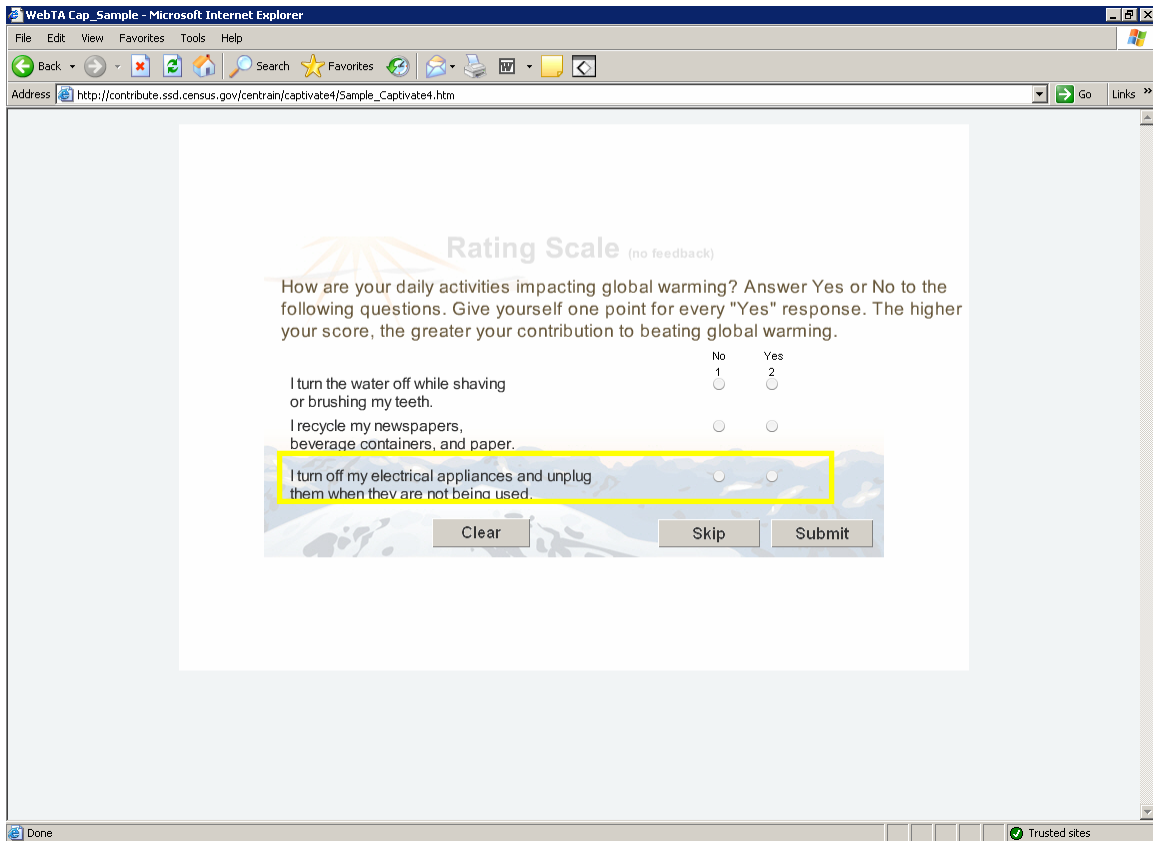 WebTA Cap_Sample - Microsoft Internet Explorer
File Edit View Favorites Tools Help
Back Search Favorites
Address http://contribute.ssd.census.gov/centrain/captivate4/Sample_Captivate4.htm Go Links »
Rating Scale (no feedback)
How are your daily activities impacting global warming? Answer Yes or No to the
following questions. Give yourself one point for every "Yes" response. The higher
your score, the greater your contribution to beating global warming.
No Yes
1 2
I turn the water off while shaving
or brushing my teeth.
I recycle my newspapers,
beverage containers, and paper.
I turn off my electrical appliances and unplug
them when they are not being used.
Clear Skip Submit
Done Trusted sites